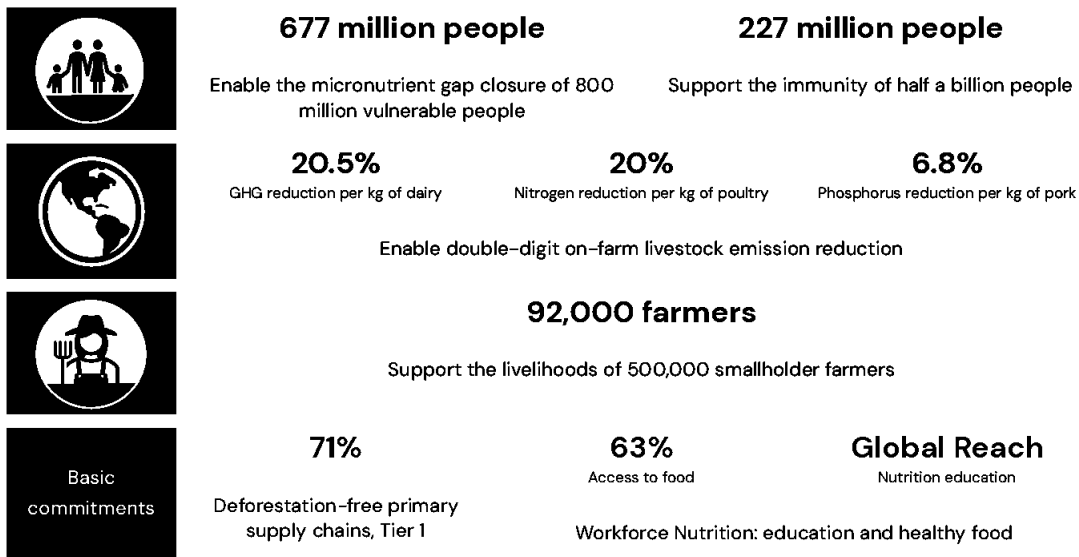 677 million people
227 million people
Enable the micronutrient gap closure of 800
million vulnerable people
Support the immunity of half a billion people
20.5%
20%
6.8%
GHG reduction per kg of dairy
Nitrogen reduction per kg of poultry
Phosphorus reduction per kg of pork
Enable double-digit on-farm livestock emission reduction
92,000 farmers
Support the livelihoods of 500,000 smallholder farmers
Basic
commitments
71%
Deforestation-free primary
supply chains, Tier 1
63%
Access to food
Global Reach
Nutrition education
Workforce Nutrition: education and healthy food